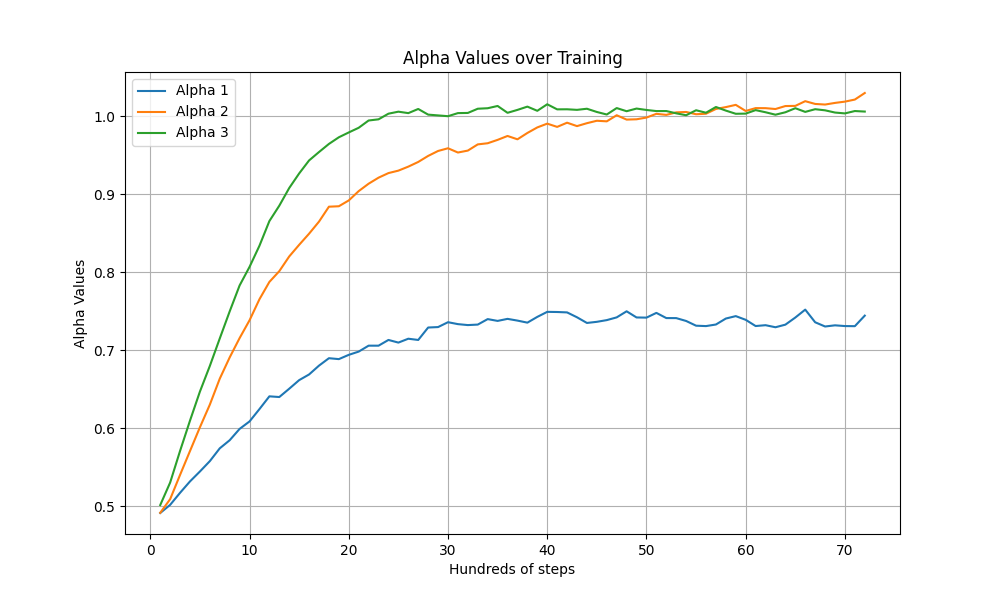 Alpha Values over Training
Alpha 1
Alpha 2
Alpha 3
Alpha Values
1.0
0.9
0.8
0.7
0.6
0.5
0 10 20 30 40 50 60 70
Hundreds of steps